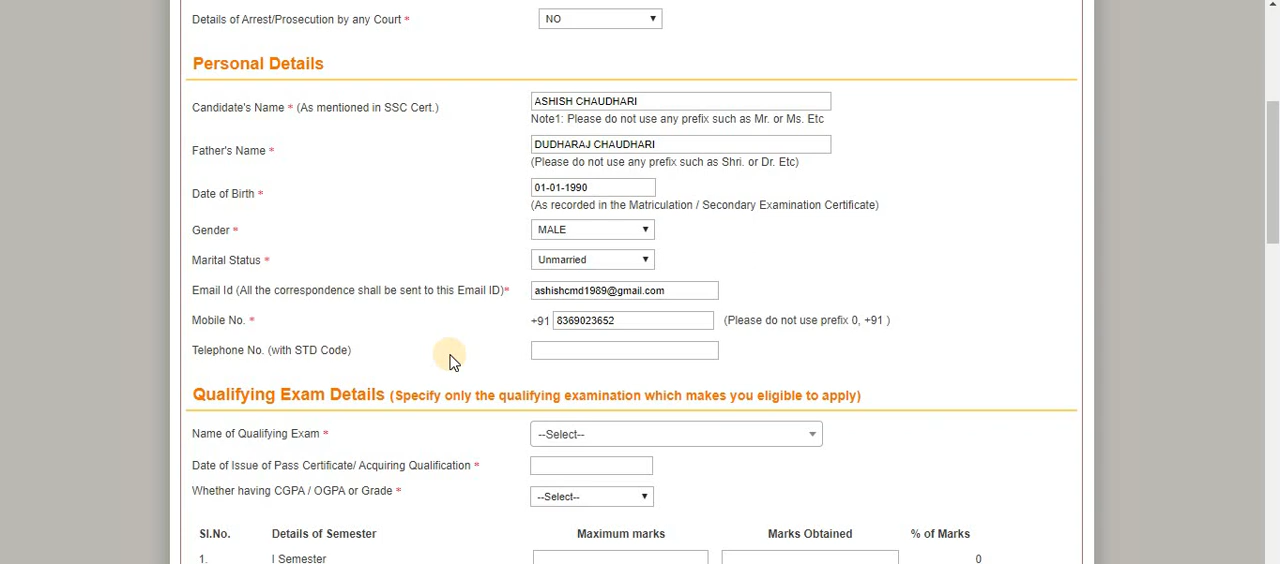 Details of Arrest/Prosecution by any Court * NO
Personal Details
Candidate's Name * (As mentioned in SSC Cert.) ASHISH CHAUDHARI
Note1: Please do not use any prefix such as Mr. or Ms. Etc
Father's Name * DUDHARAJ CHAUDHARI
(Please do not use any prefix such as Shri. or Dr. Etc)
Date of Birth * 01-01-1990
(As recorded in the Matriculation / Secondary Examination Certificate)
Gender * MALE
Marital Status * Unmarried
Email Id (All the correspondence shall be sent to this Email ID)* ashishcmd1989@gmail.com
Mobile No. * +91 8369023652 (Please do not use prefix 0, +91 )
Telephone No. (with STD Code)
Qualifying Exam Details (Specify only the qualifying examination which makes you eligible to apply)
Name of Qualifying Exam * --Select--
Date of Issue of Pass Certificate/ Acquiring Qualification *
Whether having CGPA / OGPA or Grade * --Select--
Sl.No. Details of Semester Maximum marks Marks Obtained % of Marks
1. I Semester 0